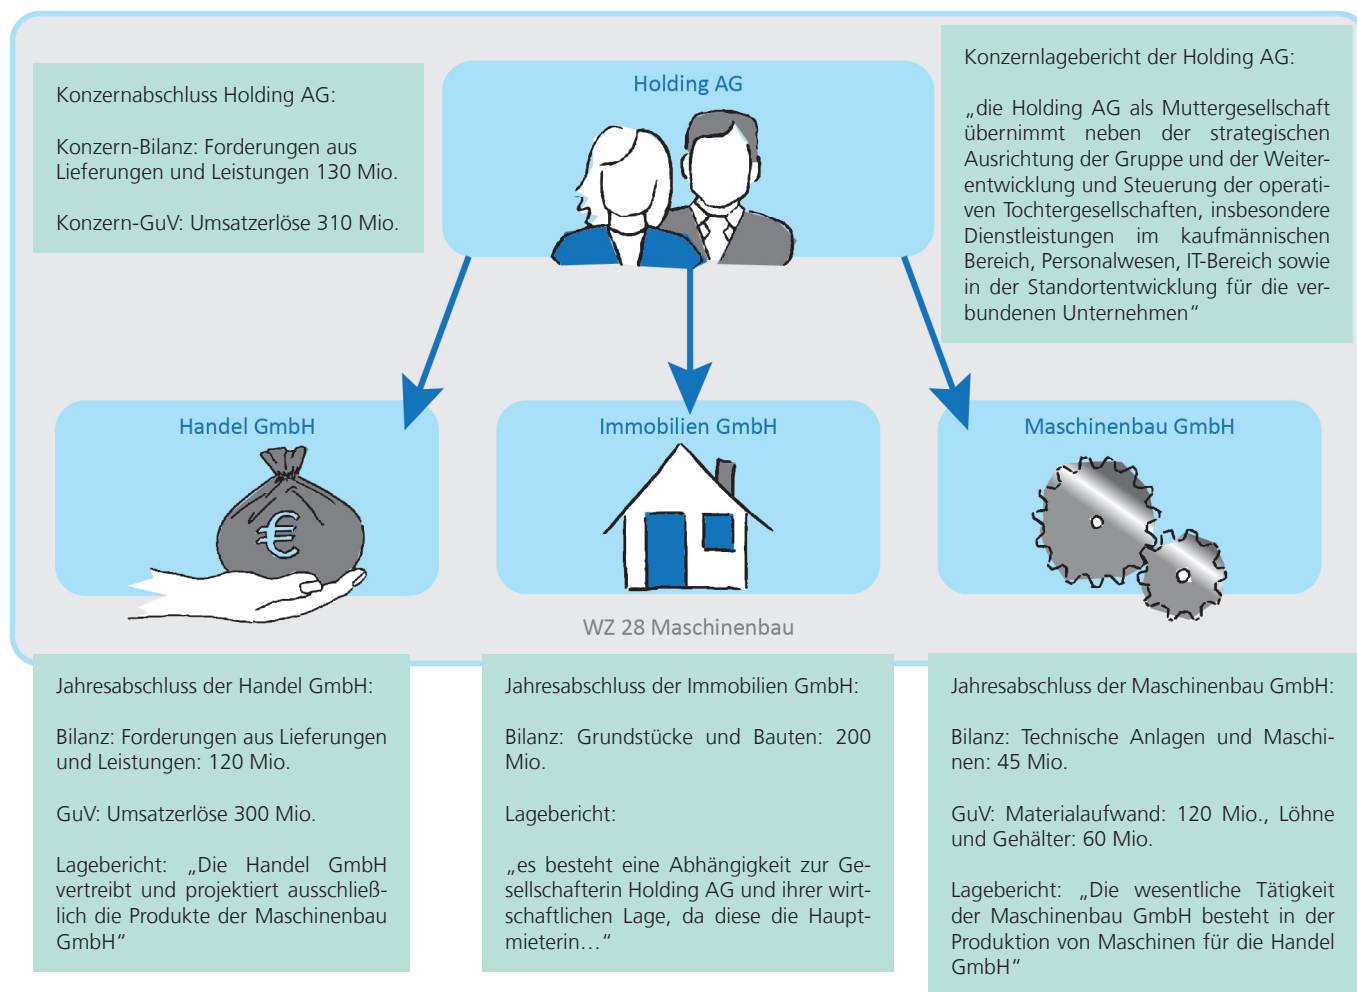 Konzernabschluss Holding AG:
Konzern-Bilanz: Forderungen aus
Lieferungen und Leistungen 130 Mio.
Konzern-GuV: Umsatzerlöse 310 Mio.
Holding AG
Konzernlagebericht der Holding AG:
„die Holding AG als Muttergesellschaft
übernimmt neben der strategischen
Ausrichtung der Gruppe und der Weiter-
entwicklung und Steuerung der operati-
ven Tochtergesellschaften, insbesondere
Dienstleistungen im kaufmännischen
Bereich, Personalwesen, IT-Bereich sowie
in der Standortentwicklung für die ver-
bundenen Unternehmen“
Handel GmbH
€
Immobilien GmbH
Maschinenbau GmbH
WZ 28 Maschinenbau
Jahresabschluss der Handel GmbH:
Bilanz: Forderungen aus Lieferungen
und Leistungen: 120 Mio.
GuV: Umsatzerlöse 300 Mio.
Lagebericht: „Die Handel GmbH
vertreibt und projektiert ausschließ-
lich die Produkte der Maschinenbau
GmbH“
Jahresabschluss der Immobilien GmbH:
Bilanz: Grundstücke und Bauten: 200
Mio.
Lagebericht:
„es besteht eine Abhängigkeit zur Ge-
sellschafterin Holding AG und ihrer wirt-
schaftlichen Lage, da diese die Haupt-
mieterin…“
Jahresabschluss der Maschinenbau GmbH:
Bilanz: Technische Anlagen und Maschi-
nen: 45 Mio.
GuV: Materialaufwand: 120 Mio., Löhne
und Gehälter: 60 Mio.
Lagebericht: „Die wesentliche Tätigkeit
der Maschinenbau GmbH besteht in der
Produktion von Maschinen für die Handel
GmbH“